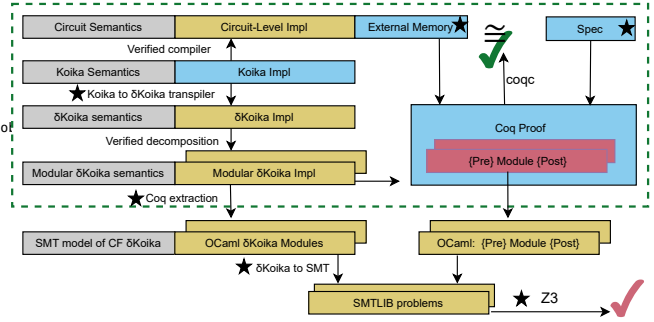 Circuit Semantics Circuit-Level Impl External Memory Spec
≅
Verified compiler
coqc
Koika Semantics Koika Impl
Koika to δKoika transpiler
δKoika semantics δKoika Impl
ot
Coq Proof
Verified decomposition
{Pre} Module {Post}
Modular δKoika semantics Modular δKoika Impl
Coq extraction
SMT model of CF δKoika OCaml δKoika Modules OCaml: {Pre} Module {Post}
δKoika to SMT
SMTLIB problems Z3